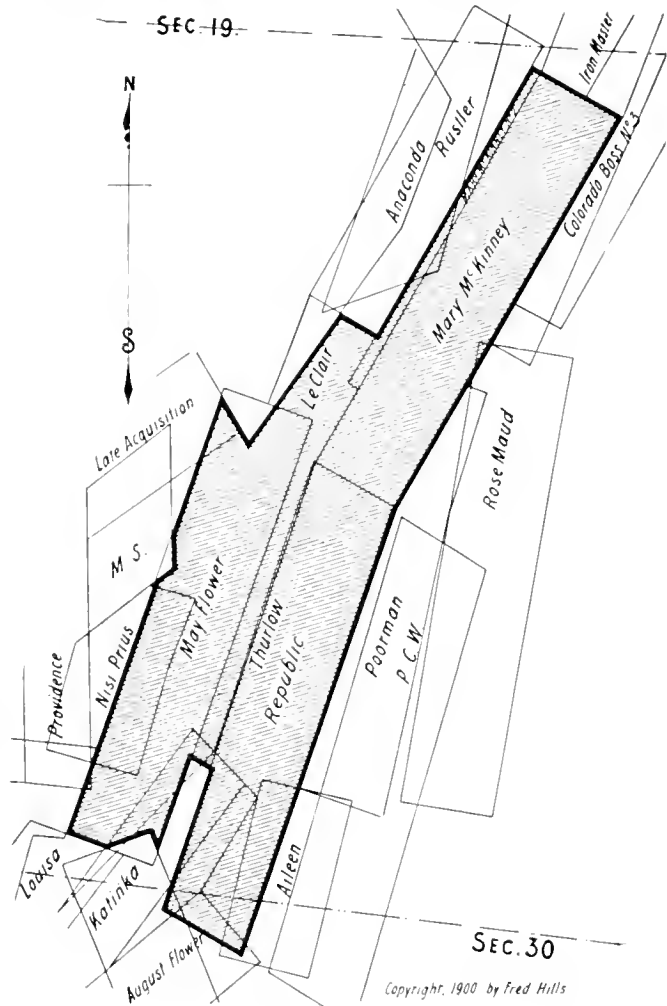 SEC. 19.
N
S
Iron Master
Rusller
Anaconda
Colorado Boss No. 3
Mary McKinney
Le Clair
Late Acquisition
Rose Maud
M S.
May Flower
Thurlow
Republic
Poorman
P. C. W.
Nisi Prius
Providence
Aileen
Louisa
Katinka
August Flower
SEC. 30
Copyright, 1900 by Fred Hills